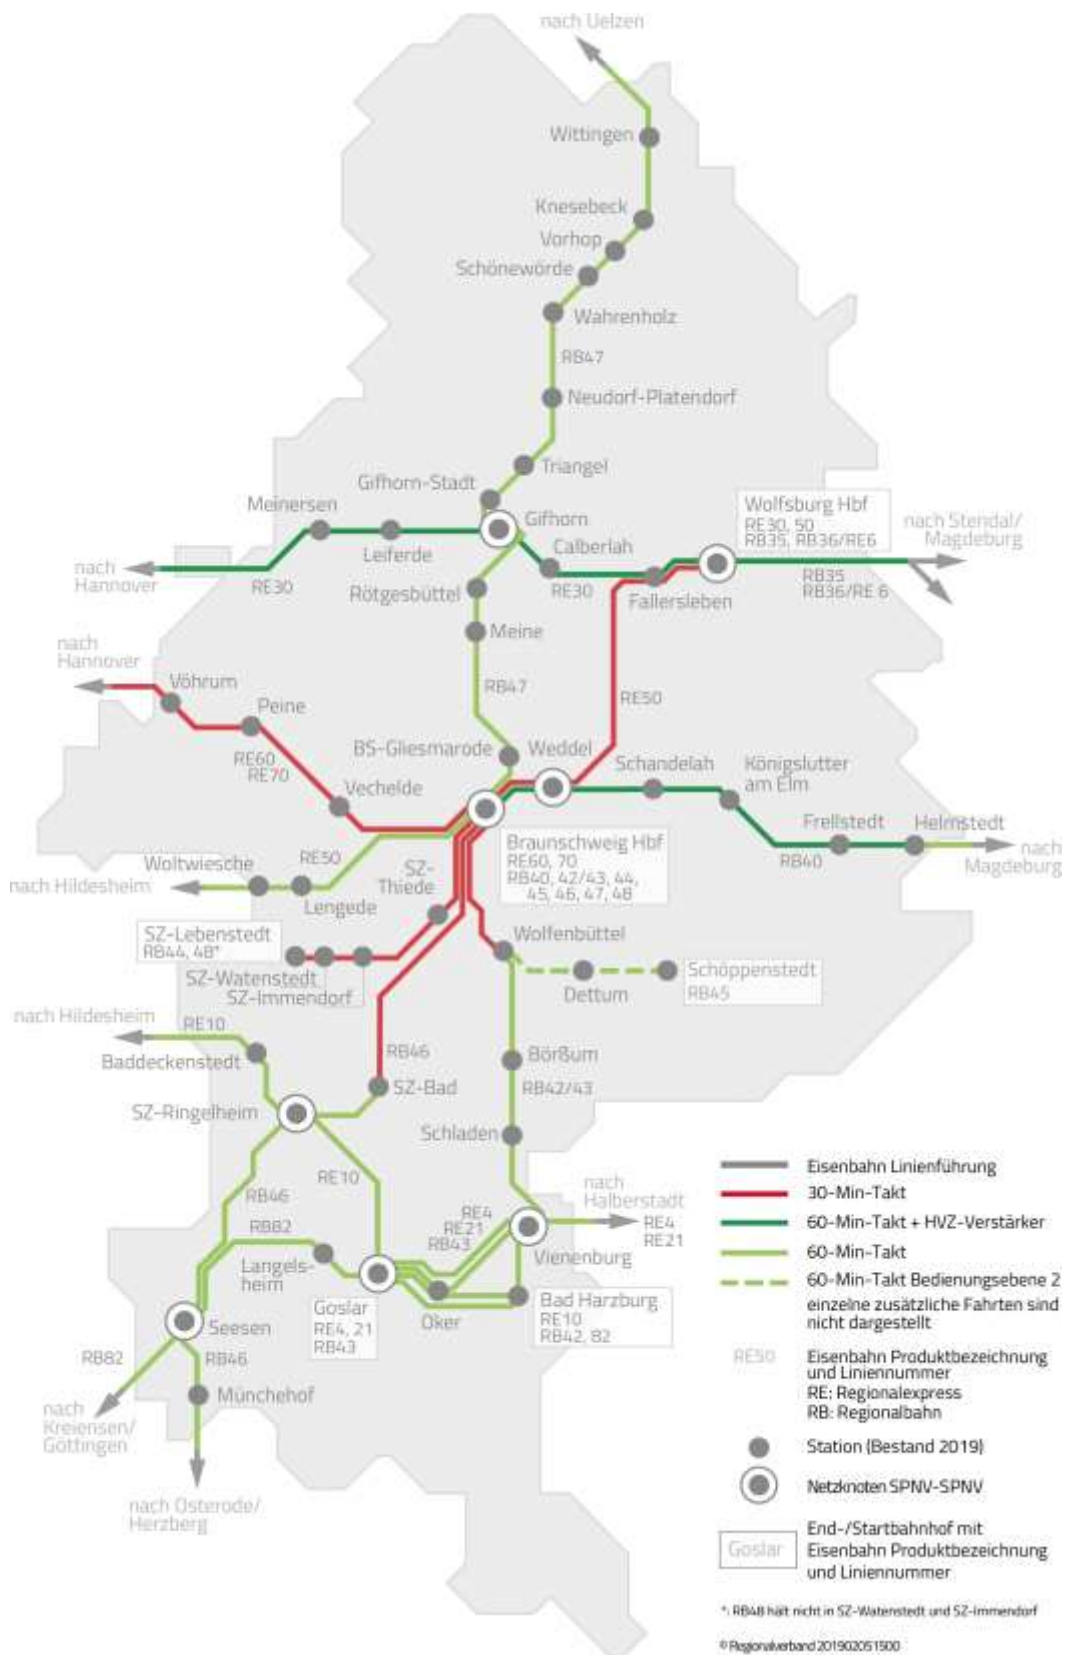 nach Uelzen
Wittingen
Knesebeck
Vorhop
Schönewörde
Wahrenholz
RB47
Neudorf-Platendorf
Triangel
Gifhorn-Stadt
Meinersen
Gifhorn
Wolfsburg Hbf
RE30, 50
RB35, RB36/RE6
nach Stendal/
Magdeburg
Leiferde
Calberlah
nach
Hannover
RE30
Rötgesbüttel
RE30
Fallersleben
RB35
RB36/RE 6
Meine
nach
Hannover
Vöhrum
RB47
RE50
Peine
BS-Gliesmarode
Weddel
RE60
RE70
Schandelah
Königslutter
am Elm
Vechelde
Frellstedt
Helmstedt
Braunschweig Hbf
RE60, 70
RB40, 42/43, 44,
45, 46, 47, 48
RB40
nach
Magdeburg
Woltwiesche
RE50
SZ-
Thiede
nach Hildesheim
Lengede
SZ-Lebenstedt
RB44, 48*
Wolfenbüttel
SZ-Watenstedt
SZ-Immendorf
Dettum
Schöppenstedt
RB45
nach Hildesheim
RE10
Baddeckenstedt
RB46
Börßum
SZ-Bad
RB42/43
SZ-Ringelheim
Schladen
RE10
RB46
nach
Halberstadt
RE4
RE21
RE4
RE21
RB43
RB82
Vienenburg
Langels-
heim
Goslar
RE4, 21
RB43
Oker
Bad Harzburg
RE10
RB42, 82
Seesen
RB82
RB46
Münchehof
nach
Kreiensen/
Göttingen
nach Osterode/
Herzberg
Eisenbahn Linienführung
30-Min-Takt
60-Min-Takt + HVZ-Verstärker
60-Min-Takt
60-Min-Takt Bedienungsebene 2
einzelne zusätzliche Fahrten sind
nicht dargestellt
RE50
Eisenbahn Produktbezeichnung
und Liniennummer
RE: Regionalexpress
RB: Regionalbahn
Station (Bestand 2019)
Netzknoten SPNV-SPNV
Goslar
End-/Startbahnhof mit
Eisenbahn Produktbezeichnung
und Liniennummer
*: RB48 hält nicht in SZ-Watenstedt und SZ-Immendorf
© Regionalverband 201902051500